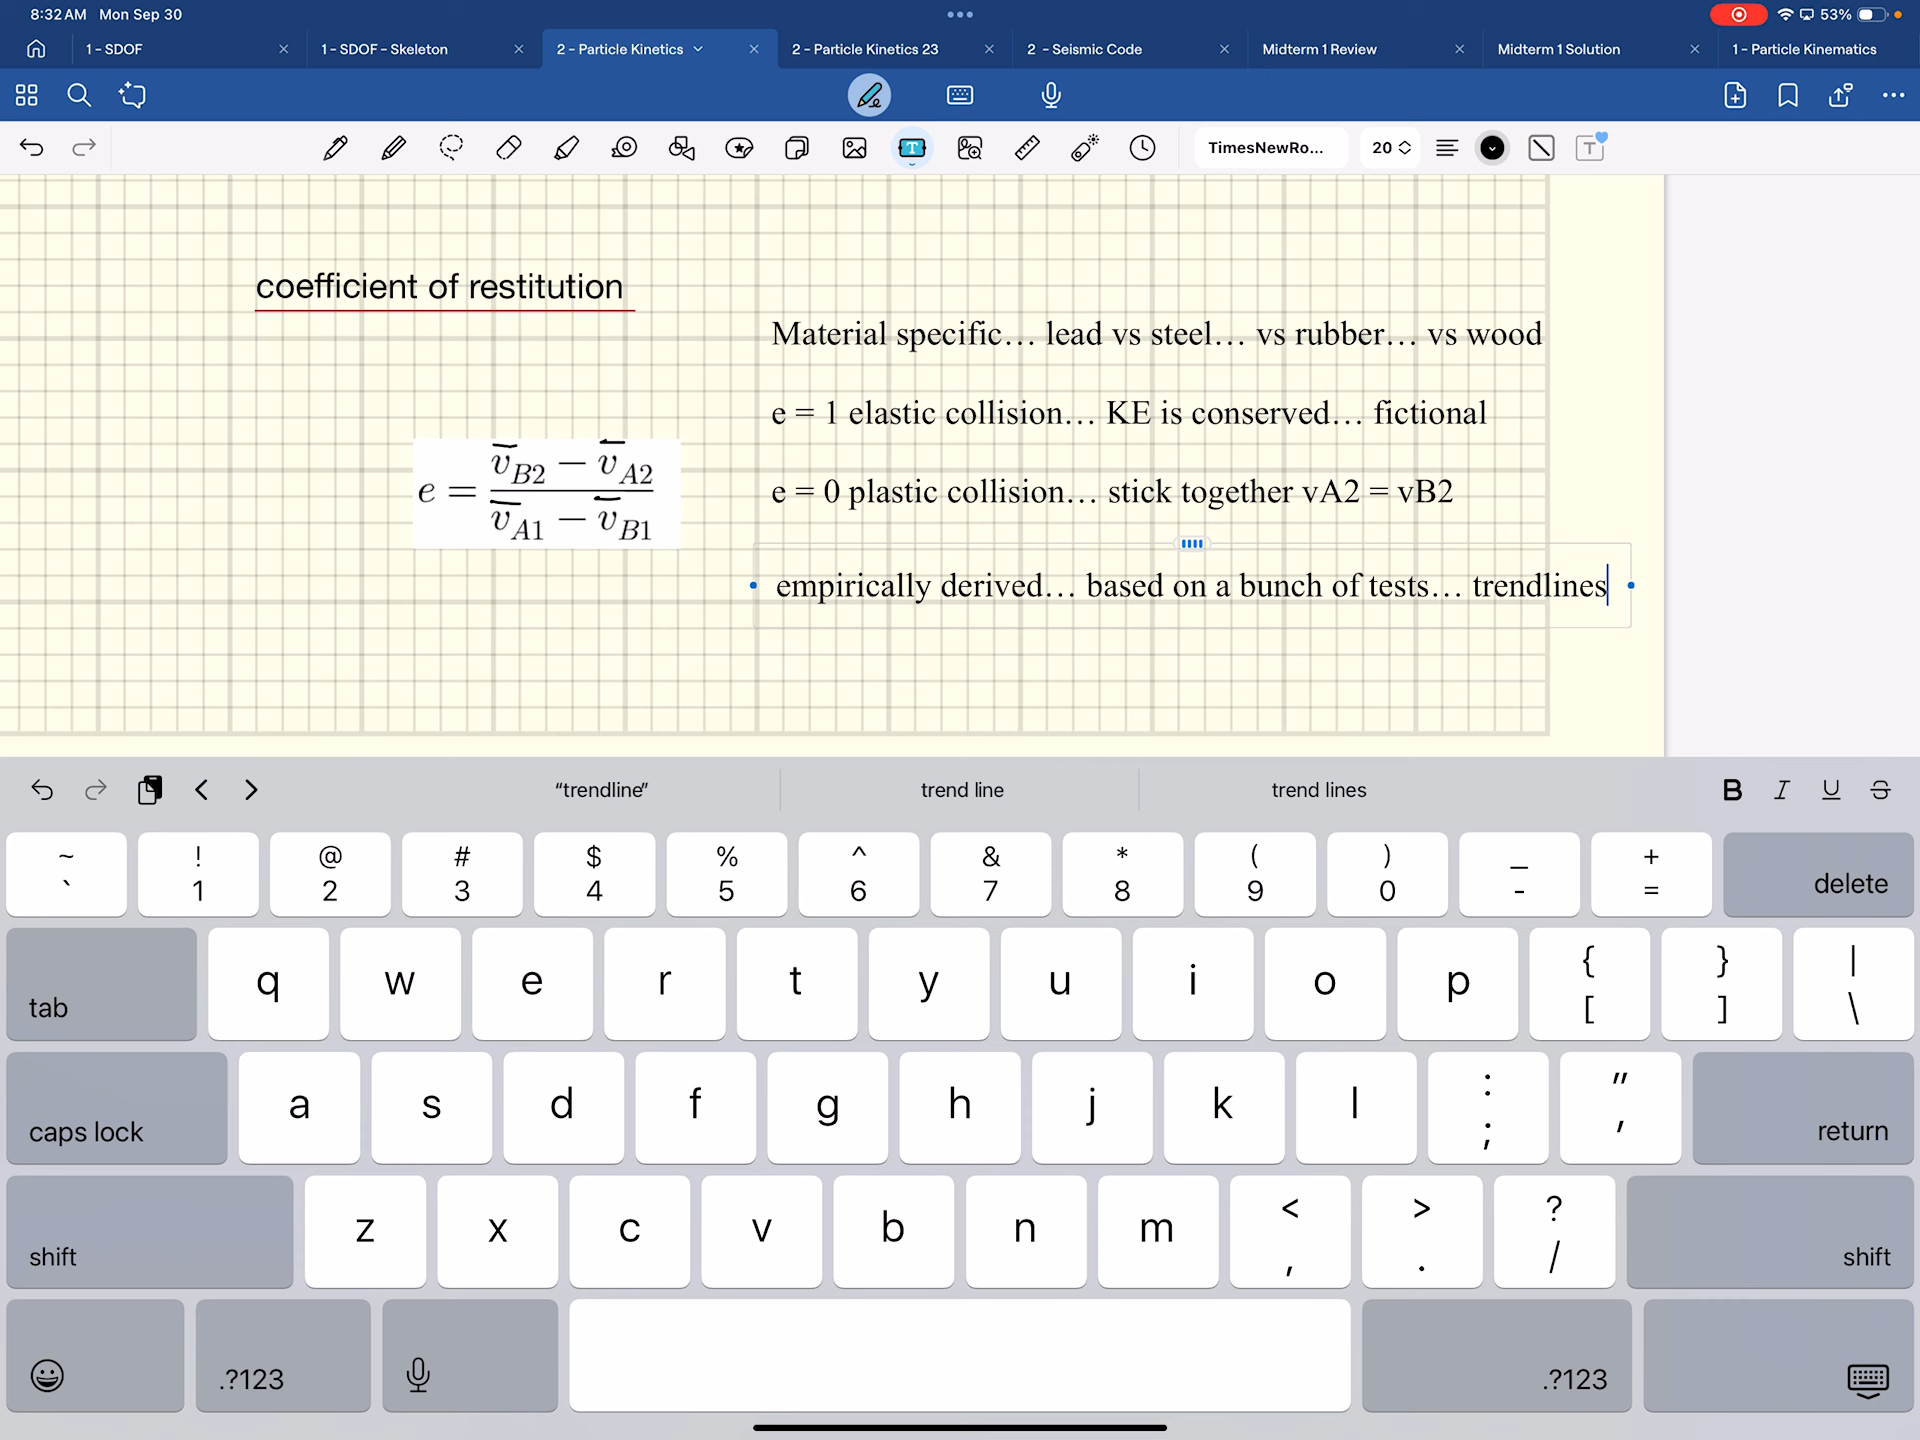 8:32 AM Mon Sep 30
53%
1 - SDOF
1 - SDOF - Skeleton
2 - Particle Kinetics
2 - Particle Kinetics 23
2 - Seismic Code
Midterm 1 Review
Midterm 1 Solution
1 - Particle Kinematics
TimesNewRo...
20
coefficient of restitution
Material specific... lead vs steel... vs rubber... vs wood
e = 1 elastic collision... KE is conserved... fictional
e = (v̄B2 − v̄A2) / (v̄A1 − v̄B1)
e = 0 plastic collision... stick together vA2 = vB2
empirically derived... based on a bunch of tests... trendlines
“trendline”
trend line
trend lines
B I U S
~ ! @ # $ % ^ & * ( ) _ +
` 1 2 3 4 5 6 7 8 9 0 - = delete
tab q w e r t y u i o p { [ } ] | \
caps lock a s d f g h j k l : ; " ' return
shift z x c v b n m < , > . ? / shift
.?123 .?123